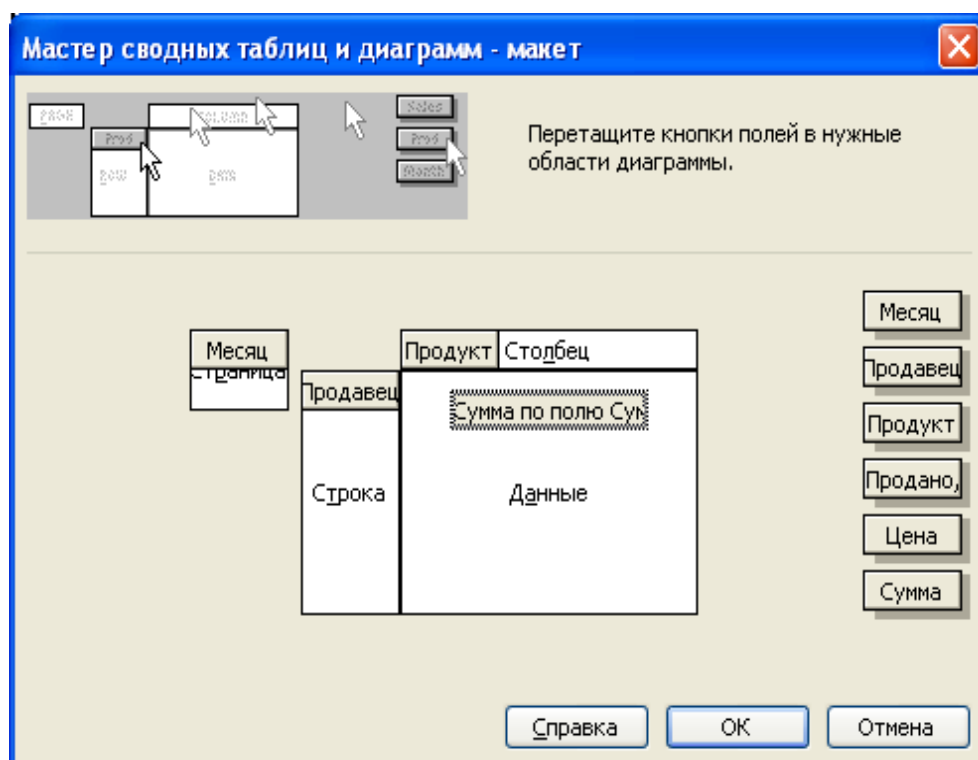 Мастер сводных таблиц и диаграмм - макет
Перетащите кнопки полей в нужные
области диаграммы.
Месяц
Страница
Продукт Столбец
Продавец
Сумма по полю Сум
Строка
Данные
Месяц
Продавец
Продукт
Продано,
Цена
Сумма
Справка
ОК
Отмена